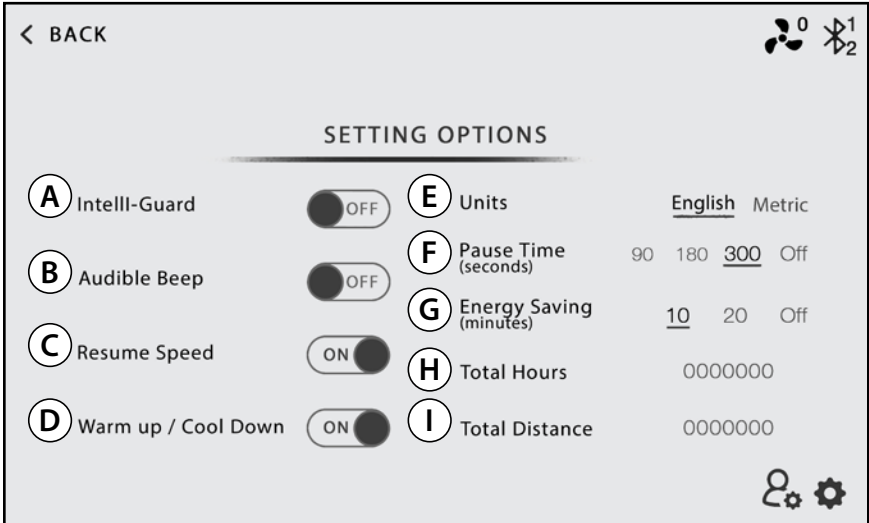 < BACK
0 1 2
SETTING OPTIONS
A IntelII-Guard OFF
B Audible Beep OFF
C Resume Speed ON
D Warm up / Cool Down ON
E Units English Metric
F Pause Time 90 180 300 Off
(seconds)
G Energy Saving 10 20 Off
(minutes)
H Total Hours 0000000
I Total Distance 0000000